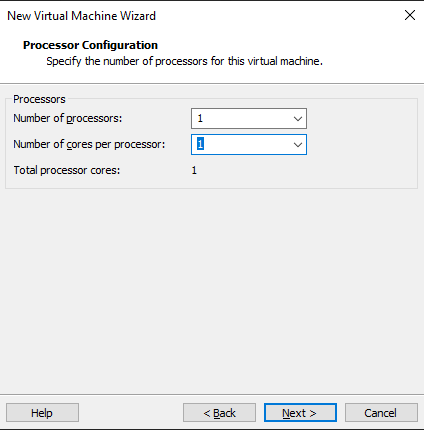 New Virtual Machine Wizard
Processor Configuration
Specify the number of processors for this virtual machine.
Processors
Number of processors: 1
Number of cores per processor: 1
Total processor cores: 1
Help < Back Next > Cancel